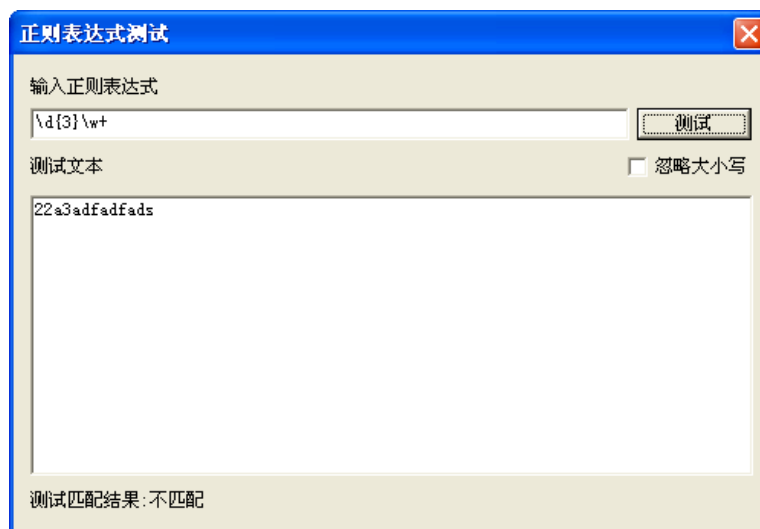 正则表达式测试
输入正则表达式
\d{3}\w+
测试
测试文本
忽略大小写
22a3adfadfads
测试匹配结果:不匹配